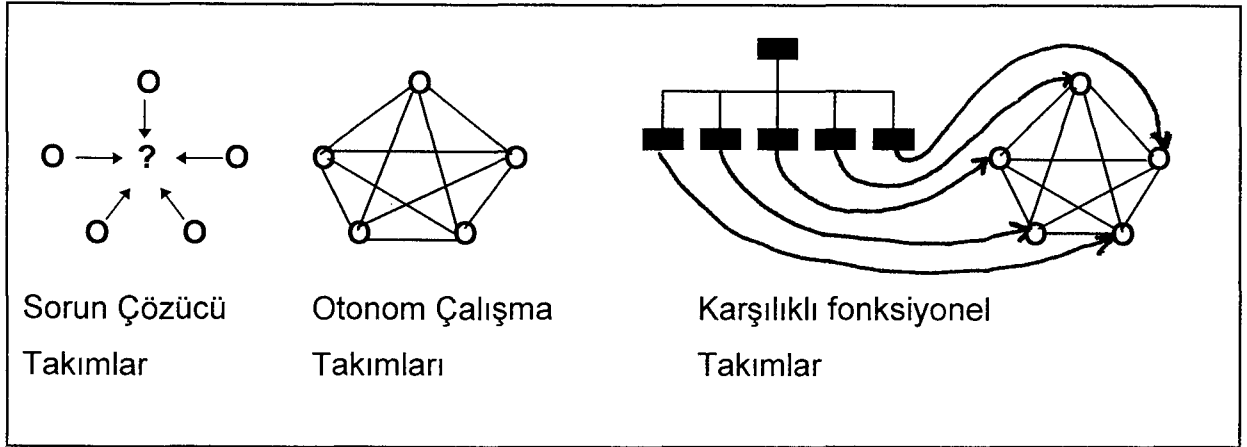 O
O ? O
O O
Sorun Çözücü
Takımlar
Otonom Çalışma
Takımları
Karşılıklı fonksiyonel
Takımlar